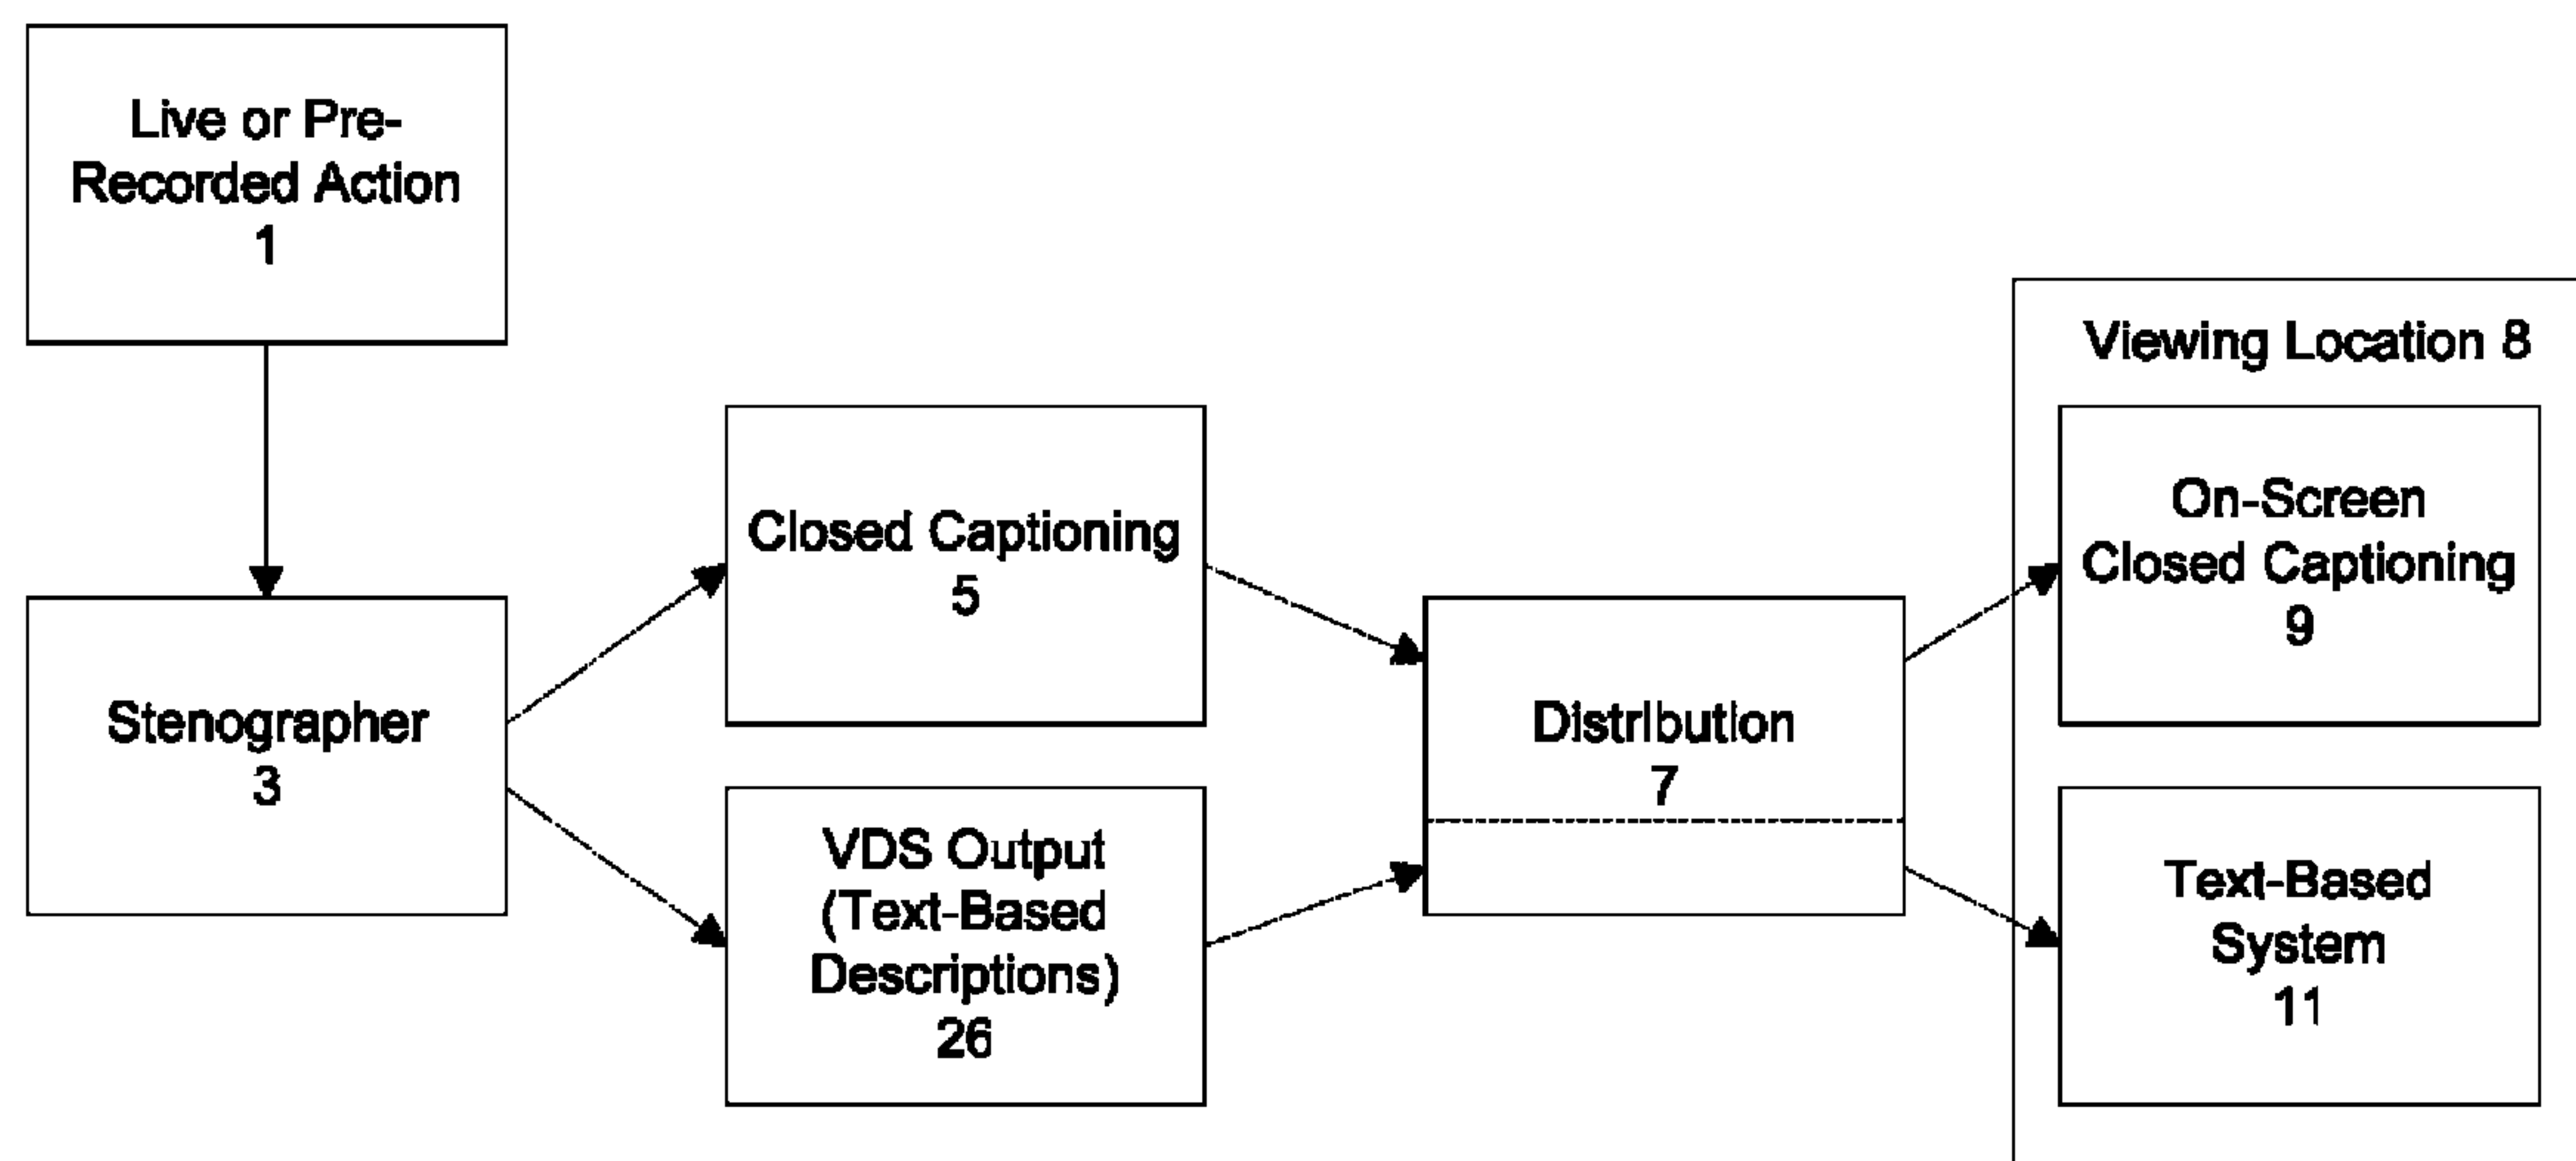 Live or Pre-
Recorded Action
1
Stenographer
3
Closed Captioning
5
VDS Output
(Text-Based
Descriptions)
26
Distribution
7
Viewing Location 8
On-Screen
Closed Captioning
9
Text-Based
System
11